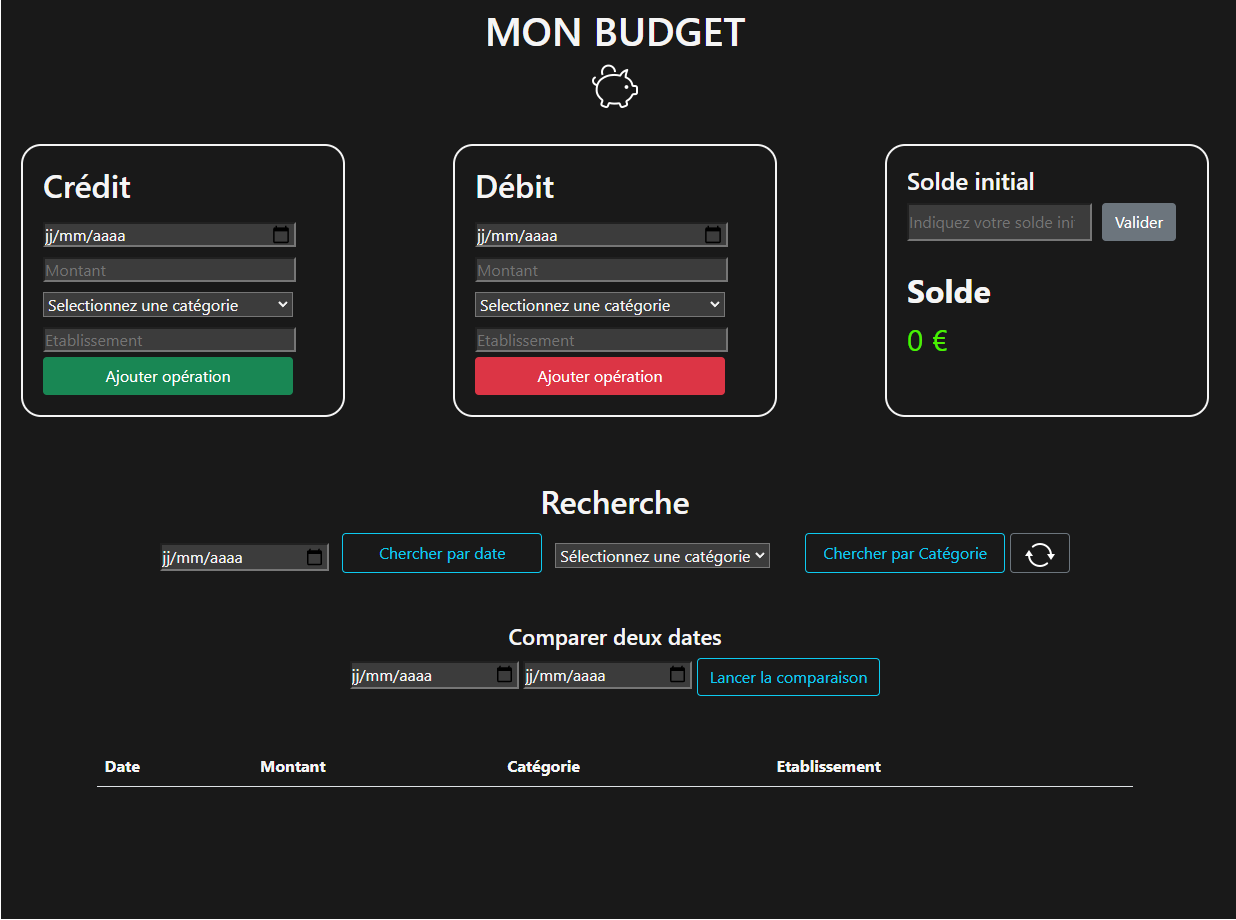 MON BUDGET
Crédit
jj/mm/aaaa
Montant
Selectionnez une catégorie
Etablissement
Ajouter opération
Débit
jj/mm/aaaa
Montant
Selectionnez une catégorie
Etablissement
Ajouter opération
Solde initial
Indiquez votre solde ini
Valider
Solde
0 €
Recherche
jj/mm/aaaa
Chercher par date
Sélectionnez une catégorie
Chercher par Catégorie
Comparer deux dates
jj/mm/aaaa
jj/mm/aaaa
Lancer la comparaison
Date Montant Catégorie Etablissement